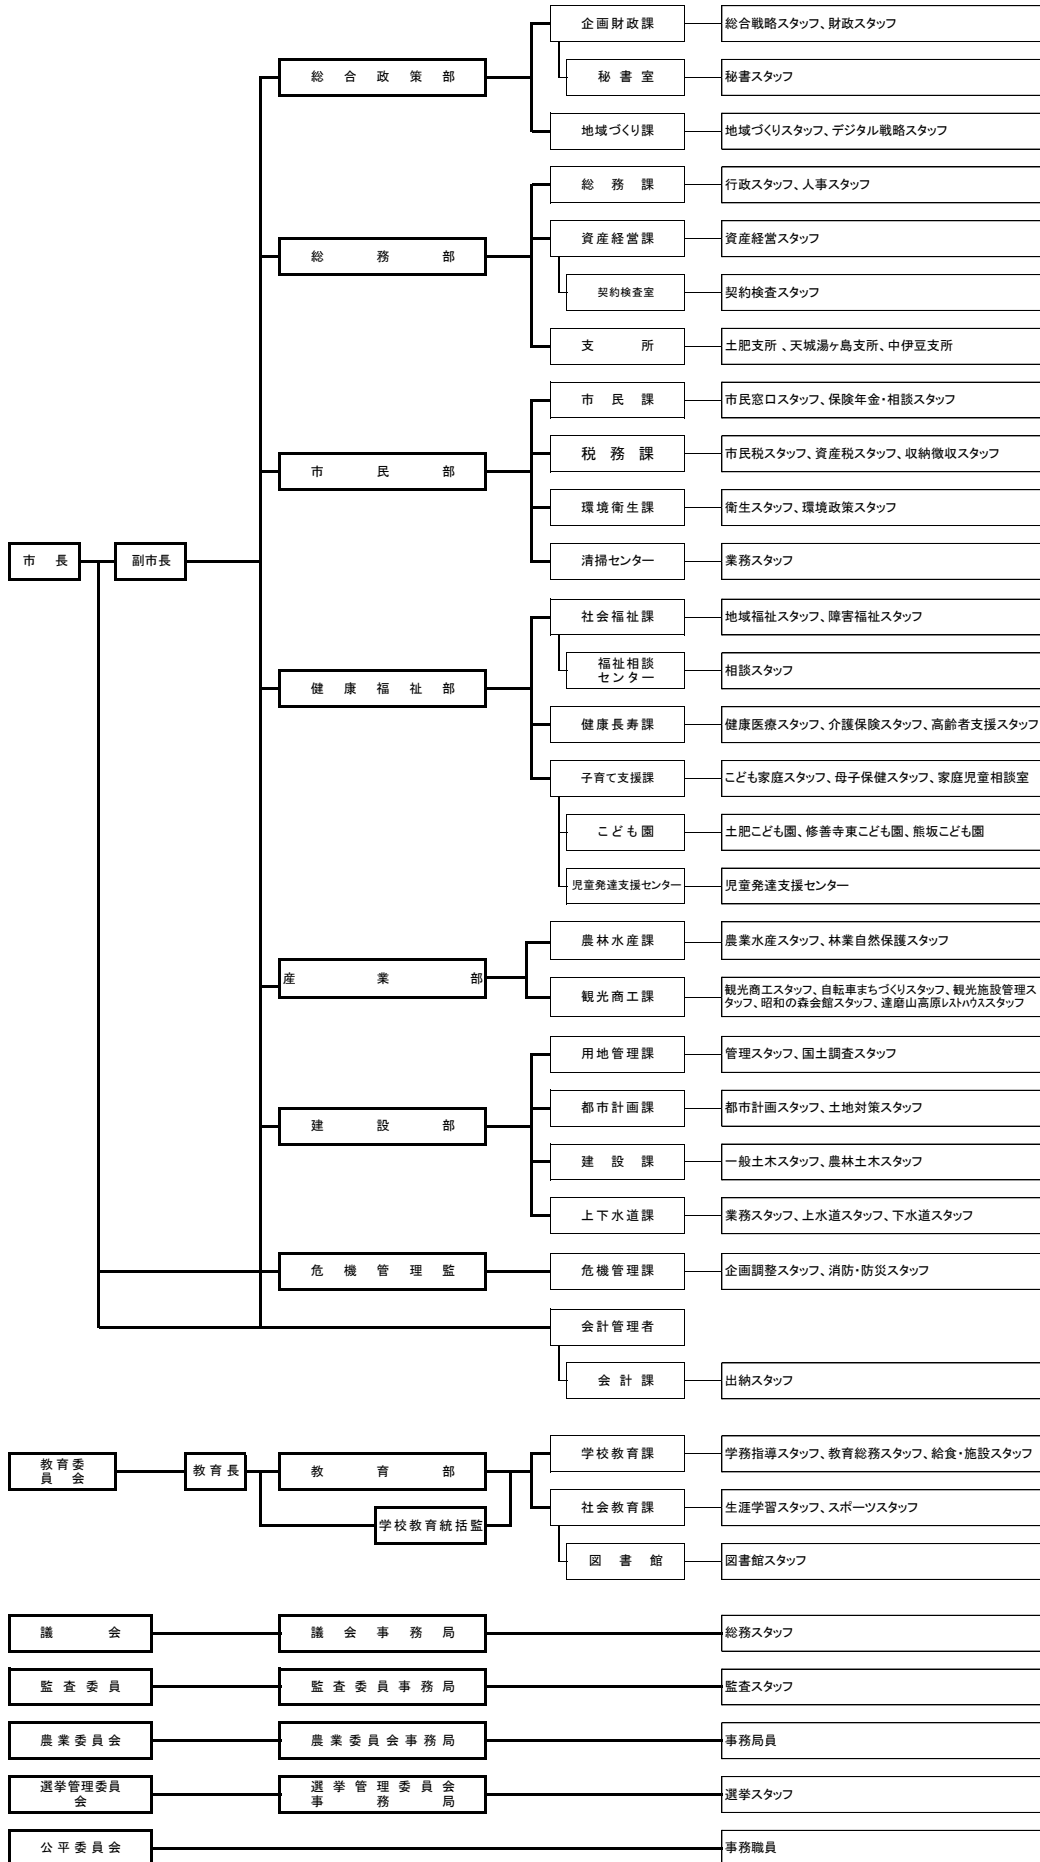 企画財政課 総合戦略スタッフ、財政スタッフ
総合政策部 秘書室 秘書スタッフ
地域づくり課 地域づくりスタッフ、デジタル戦略スタッフ
総務課 行政スタッフ、人事スタッフ
総務部 資産経営課 資産経営スタッフ
契約検査室 契約検査スタッフ
支所 土肥支所 、天城湯ヶ島支所、中伊豆支所
市民課 市民窓口スタッフ、保険年金・相談スタッフ
市民部 税務課 市民税スタッフ、資産税スタッフ、収納徴収スタッフ
環境衛生課 衛生スタッフ、環境政策スタッフ
市長 副市長 清掃センター 業務スタッフ
社会福祉課 地域福祉スタッフ、障害福祉スタッフ
福祉相談
センター
相談スタッフ
健康福祉部
健康長寿課 健康医療スタッフ、介護保険スタッフ、高齢者支援スタッフ
子育て支援課 こども家庭スタッフ、母子保健スタッフ、家庭児童相談室
こども園 土肥こども園、修善寺東こども園、熊坂こども園
児童発達支援センター 児童発達支援センター
農林水産課 農業水産スタッフ、林業自然保護スタッフ
産業部
観光商工課
観光商工スタッフ、自転車まちづくりスタッフ、観光施設管理ス
タッフ、昭和の森会館スタッフ、達磨山高原レストハウススタッフ
用地管理課 管理スタッフ、国土調査スタッフ
建設部 都市計画課 都市計画スタッフ、土地対策スタッフ
建設課 一般土木スタッフ、農林土木スタッフ
上下水道課 業務スタッフ、上水道スタッフ、下水道スタッフ
危機管理監 危機管理課 企画調整スタッフ、消防・防災スタッフ
会計管理者
会計課 出納スタッフ
教育委
員会
教育長 教育部 学校教育課 学務指導スタッフ、教育総務スタッフ、給食・施設スタッフ
学校教育統括監 社会教育課 生涯学習スタッフ、スポーツスタッフ
図書館 図書館スタッフ
議会 議会事務局 総務スタッフ
監査委員 監査委員事務局 監査スタッフ
農業委員会 農業委員会事務局 事務局員
選挙管理委員
会
選挙管理委員会
事務局
選挙スタッフ
公平委員会 事務職員